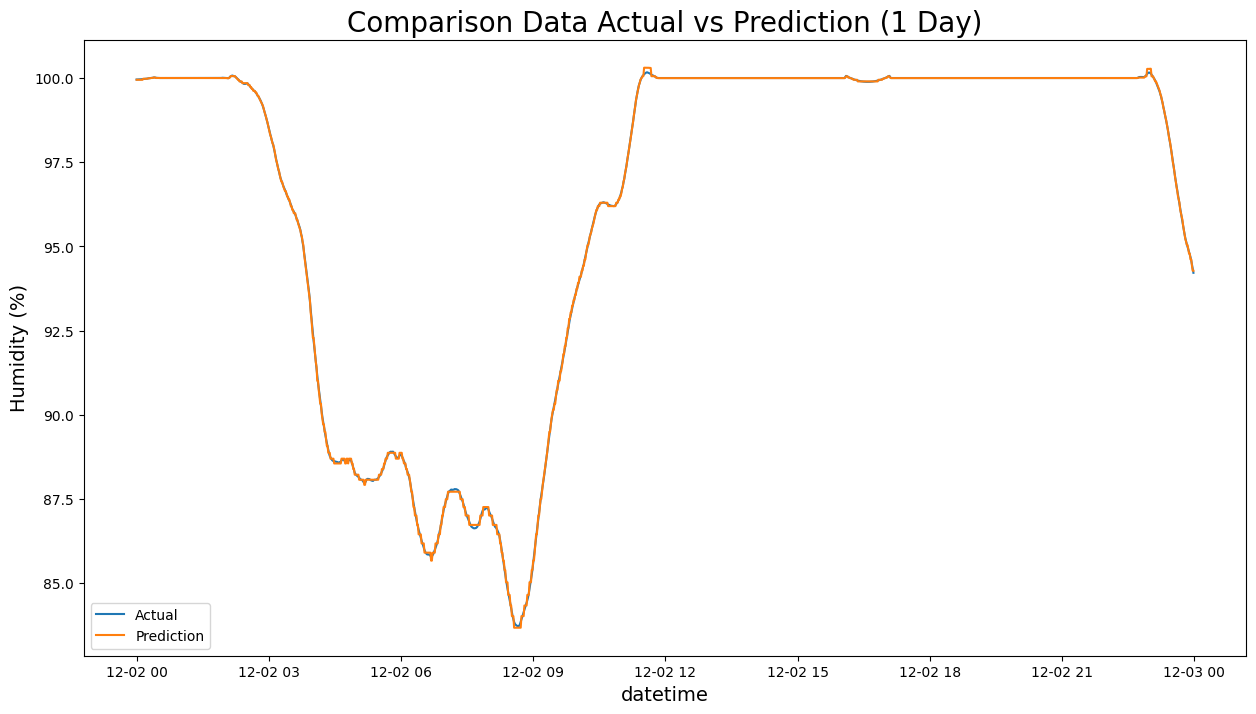 Comparison Data Actual vs Prediction (1 Day)
Humidity (%)
100.0
97.5
95.0
92.5
90.0
87.5
85.0
Actual
Prediction
12-02 00 12-02 03 12-02 06 12-02 09 12-02 12 12-02 15 12-02 18 12-02 21 12-03 00
datetime